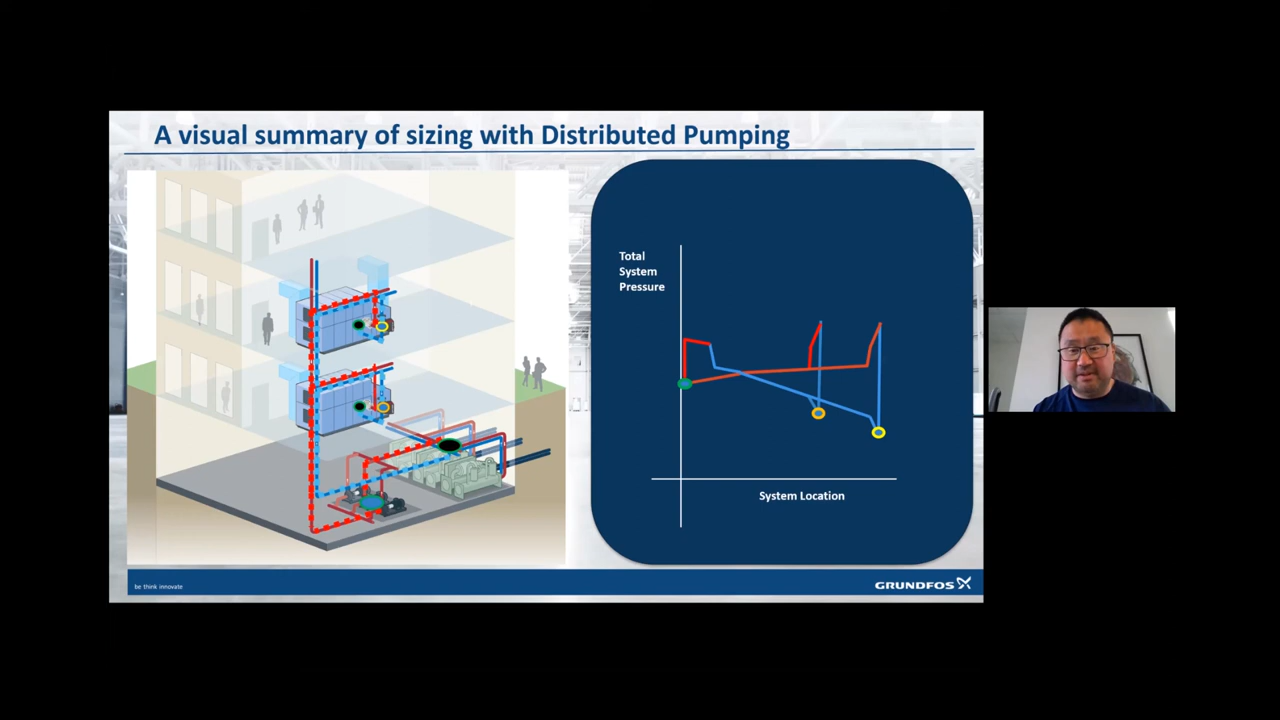 A visual summary of sizing with Distributed Pumping
Total
System
Pressure
System Location
be think innovate
GRUNDFOS